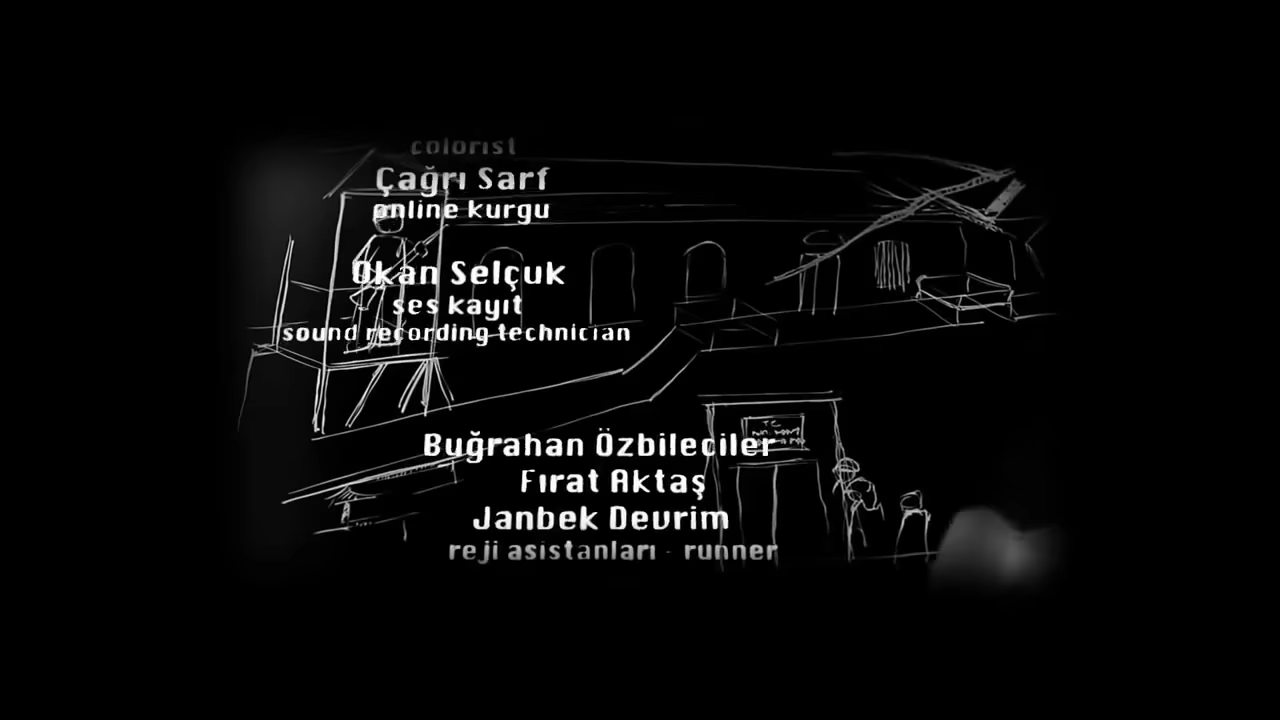 colorist
Çağrı Sarf
online kurgu
Okan Selçuk
ses kayıt
sound recording technician
T.C.
Buğrahan Özbileciler
Fırat Aktaş
Janbek Devrim
reji asistanları - runner